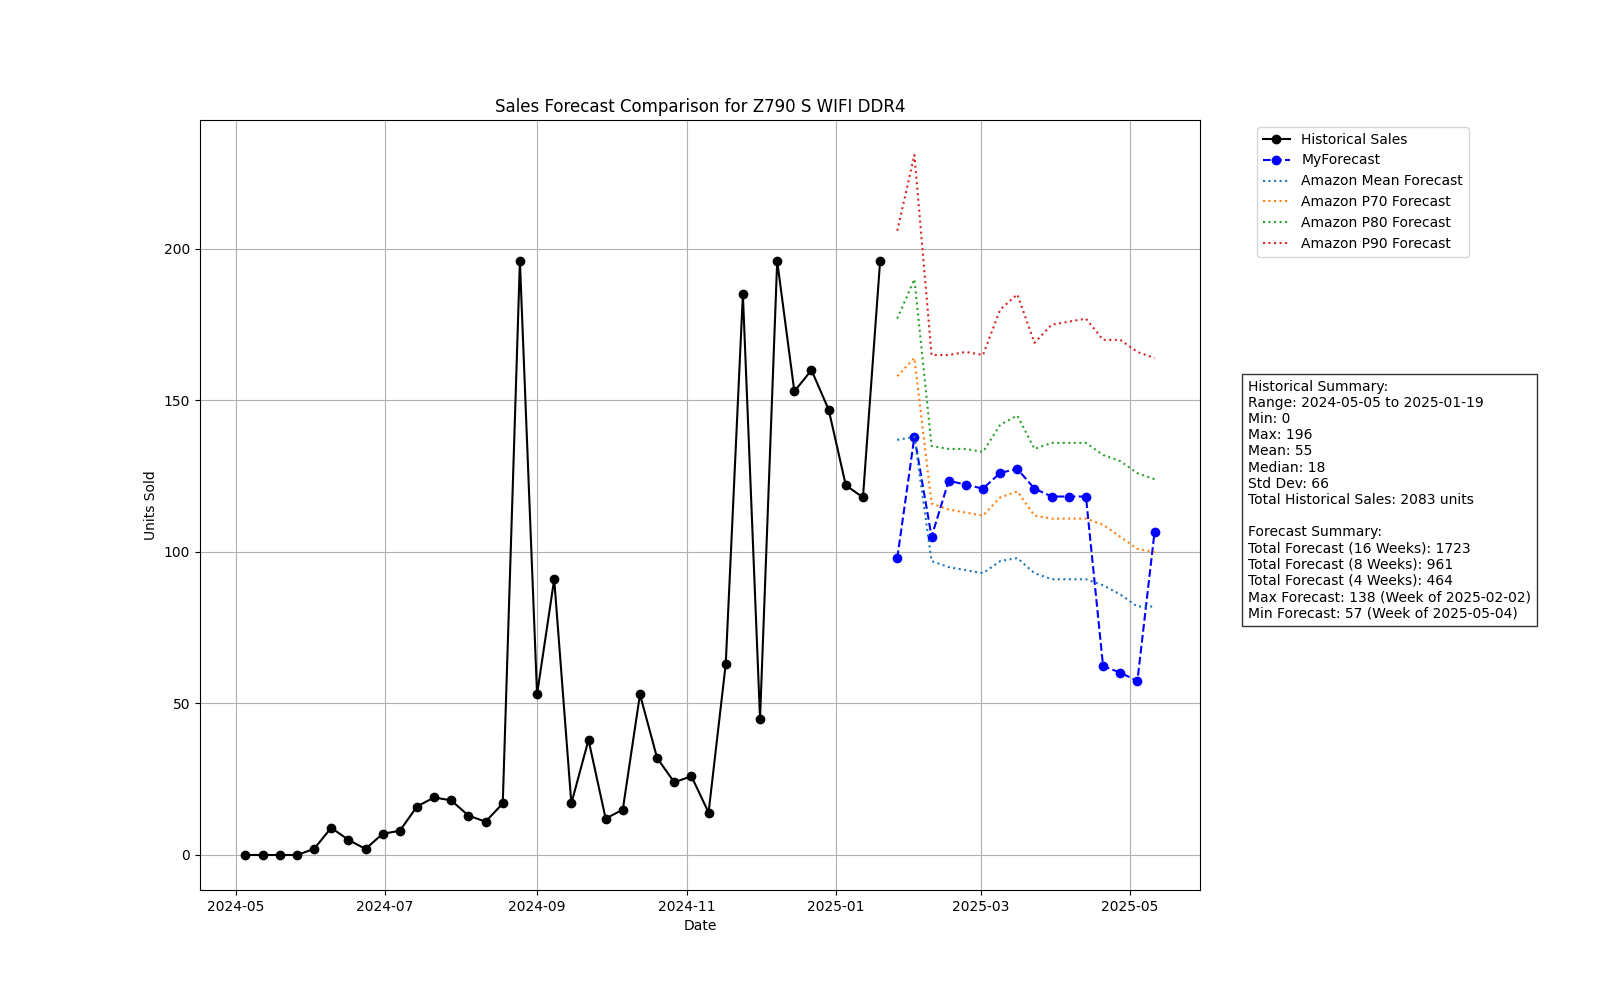 Sales Forecast Comparison for Z790 S WIFI DDR4
Historical Sales
MyForecast
Amazon Mean Forecast
Amazon P70 Forecast
Amazon P80 Forecast
Amazon P90 Forecast
Units Sold
200
150
100
50
0
2024-05
2024-07
2024-09
2024-11
2025-01
2025-03
2025-05
Date
Historical Summary:
Range: 2024-05-05 to 2025-01-19
Min: 0
Max: 196
Mean: 55
Median: 18
Std Dev: 66
Total Historical Sales: 2083 units
Forecast Summary:
Total Forecast (16 Weeks): 1723
Total Forecast (8 Weeks): 961
Total Forecast (4 Weeks): 464
Max Forecast: 138 (Week of 2025-02-02)
Min Forecast: 57 (Week of 2025-05-04)